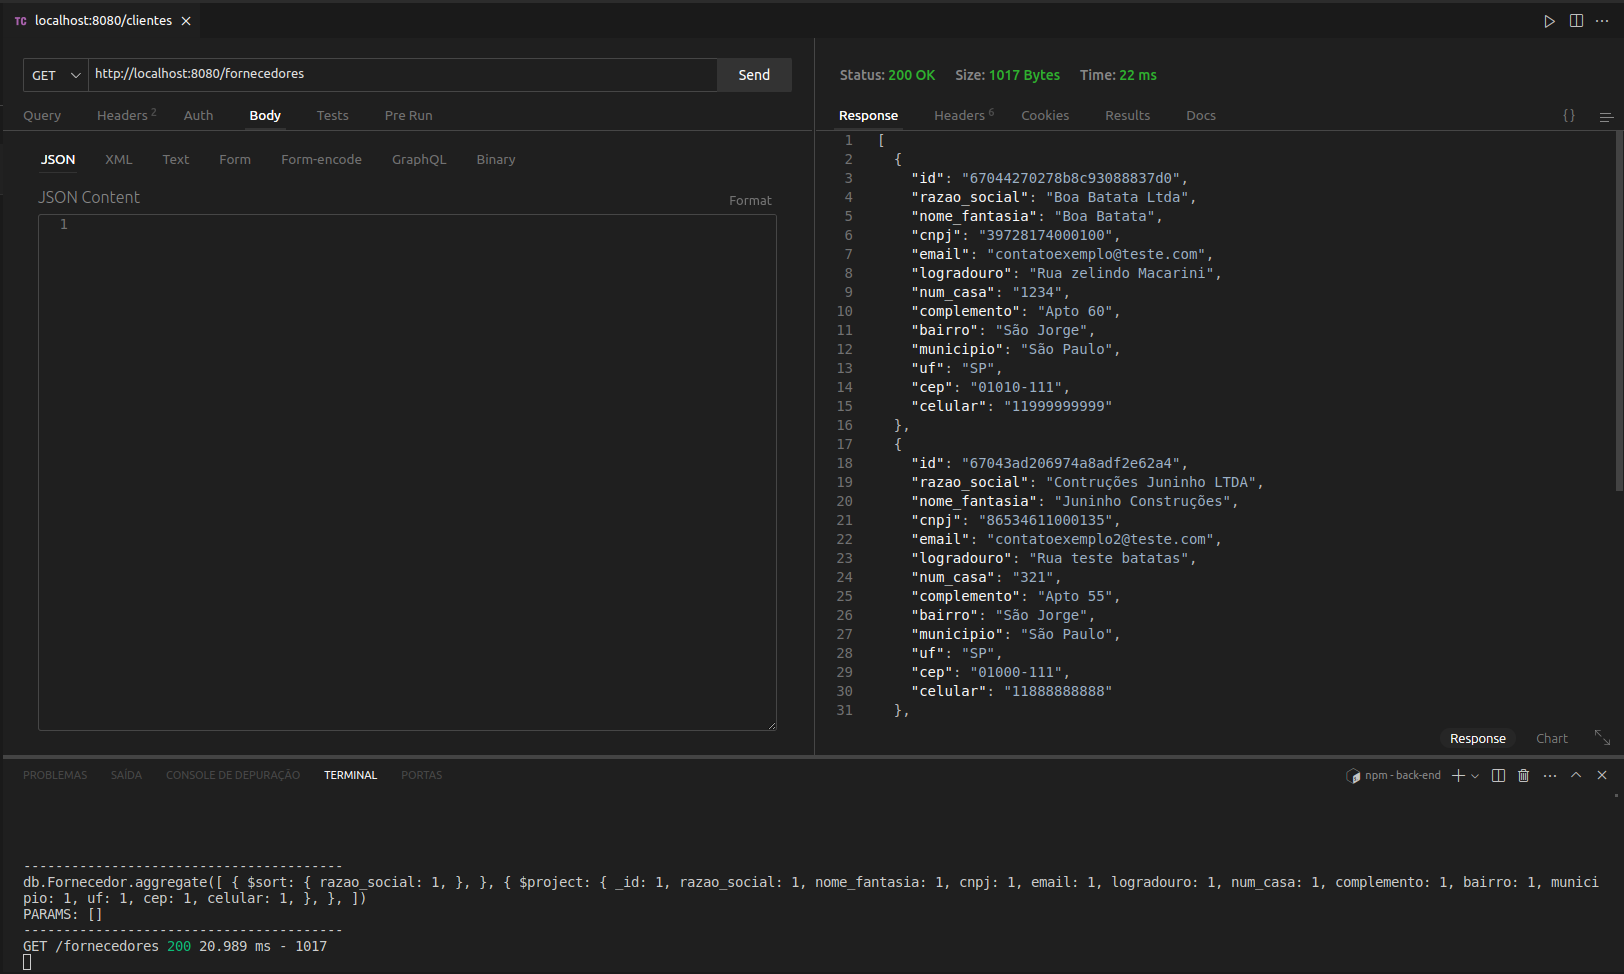 TC localhost:8080/clientes
GET http://localhost:8080/fornecedores Send
Query Headers 2 Auth Body Tests Pre Run
JSON XML Text Form Form-encode GraphQL Binary
JSON Content
Format
1
Status: 200 OK Size: 1017 Bytes Time: 22 ms
Response Headers 6 Cookies Results Docs {}
1 [
2 {
3 "id": "67044270278b8c93088837d0",
4 "razao_social": "Boa Batata Ltda",
5 "nome_fantasia": "Boa Batata",
6 "cnpj": "39728174000100",
7 "email": "contatoexemplo@teste.com",
8 "logradouro": "Rua zelindo Macarini",
9 "num_casa": "1234",
10 "complemento": "Apto 60",
11 "bairro": "São Jorge",
12 "municipio": "São Paulo",
13 "uf": "SP",
14 "cep": "01010-111",
15 "celular": "11999999999"
16 },
17 {
18 "id": "67043ad206974a8adf2e62a4",
19 "razao_social": "Contruções Juninho LTDA",
20 "nome_fantasia": "Juninho Construções",
21 "cnpj": "86534611000135",
22 "email": "contatoexemplo2@teste.com",
23 "logradouro": "Rua teste batatas",
24 "num_casa": "321",
25 "complemento": "Apto 55",
26 "bairro": "São Jorge",
27 "municipio": "São Paulo",
28 "uf": "SP",
29 "cep": "01000-111",
30 "celular": "11888888888"
31 },
Response Chart
PROBLEMAS SAÍDA CONSOLE DE DEPURAÇÃO TERMINAL PORTAS
npm - back-end
----------------------------------------
db.Fornecedor.aggregate([ { $sort: { razao_social: 1, }, }, { $project: { _id: 1, razao_social: 1, nome_fantasia: 1, cnpj: 1, email: 1, logradouro: 1, num_casa: 1, complemento: 1, bairro: 1, munici
pio: 1, uf: 1, cep: 1, celular: 1, }, }, ])
PARAMS: []
----------------------------------------
GET /fornecedores 200 20.989 ms - 1017